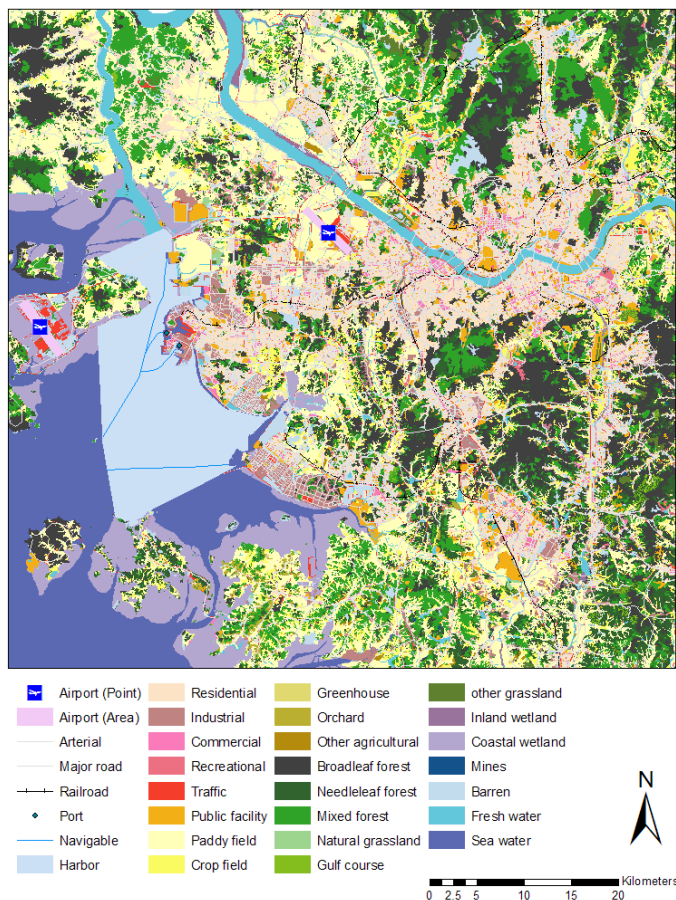 Airport (Point)
Airport (Area)
Arterial
Major road
Railroad
Port
Navigable
Harbor
Residential
Industrial
Commercial
Recreational
Traffic
Public facility
Paddy field
Crop field
Greenhouse
Orchard
Other agricultural
Broadleaf forest
Needleleaf forest
Mixed forest
Natural grassland
Gulf course
other grassland
Inland wetland
Coastal wetland
Mines
Barren
Fresh water
Sea water
N
Kilometers
0 2.5 5 10 15 20